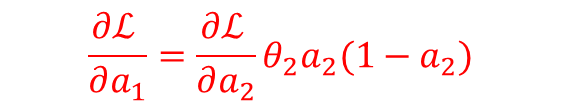 ∂ℒ/∂a₁ = ∂ℒ/∂a₂ θ₂a₂(1 − a₂)